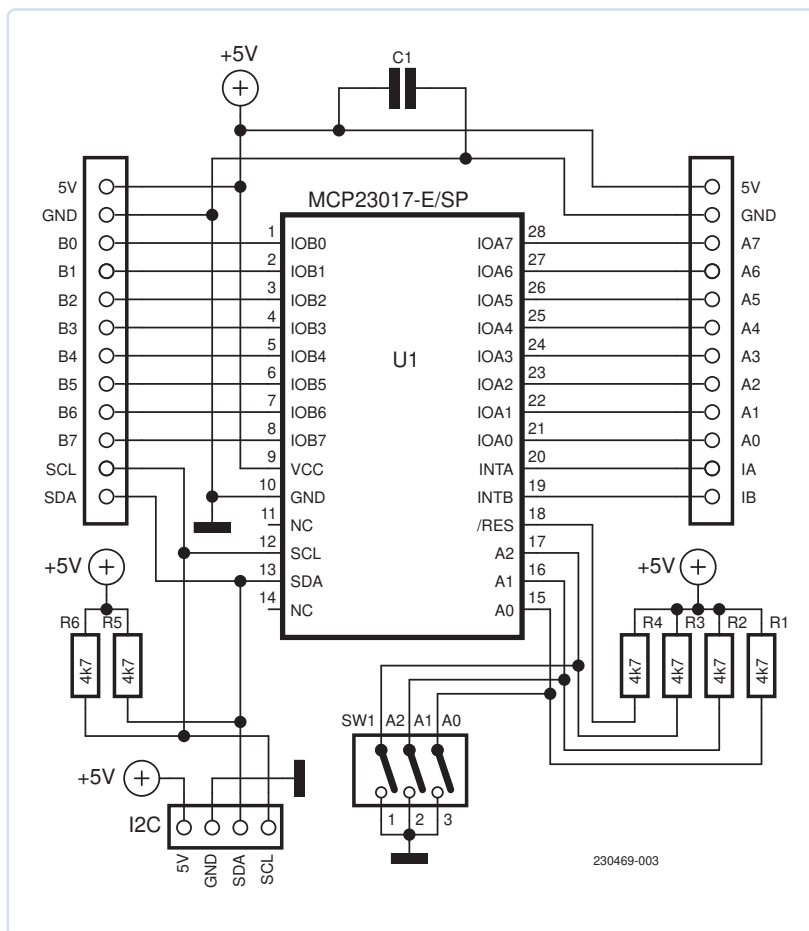 +5V
C1
MCP23017-E/SP
U1
5V
GND
B0
B1
B2
B3
B4
B5
B6
B7
SCL
SDA
1 IOB0
2 IOB1
3 IOB2
4 IOB3
5 IOB4
6 IOB5
7 IOB6
8 IOB7
9 VCC
10 GND
11 NC
12 SCL
13 SDA
14 NC
IOA7 28
IOA6 27
IOA5 26
IOA4 25
IOA3 24
IOA2 23
IOA1 22
IOA0 21
INTA 20
INTB 19
/RES 18
A2 17
A1 16
A0 15
5V
GND
A7
A6
A5
A4
A3
A2
A1
A0
IA
IB
+5V
R6 R5
4k7 4k7
+5V
R4 R3 R2 R1
4k7 4k7 4k7 4k7
SW1 A2 A1 A0
1 2 3
+5V
I2C
5V GND SDA SCL
230469-003